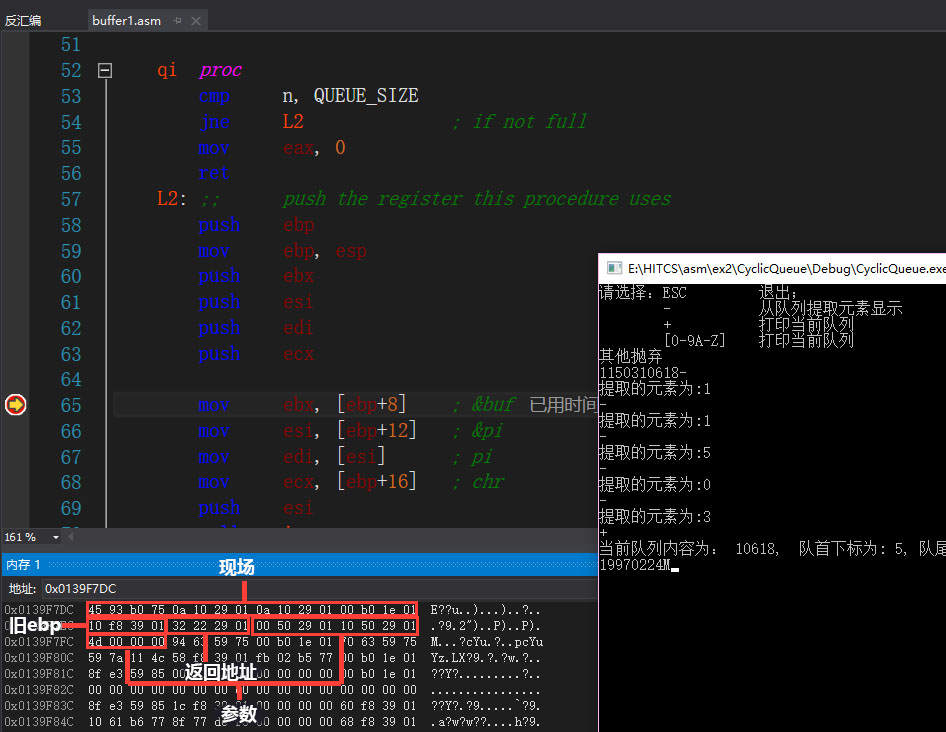 反汇编
buffer1.asm
51
52 qi proc
53 cmp n, QUEUE_SIZE
54 jne L2 ; if not full
55 mov eax, 0
56 ret
57 L2: ;; push the register this procedure uses
58 push ebp
59 mov ebp, esp
60 push ebx
61 push esi
62 push edi
63 push ecx
64
65 mov ebx, [ebp+8] ; &buf 已用时间
66 mov esi, [ebp+12] ; &pi
67 mov edi, [esi] ; pi
68 mov ecx, [ebp+16] ; chr
69 push esi
161 %
内存 1
现场
地址: 0x0139F7DC
0x0139F7DC 45 93 b0 75 0a 10 29 01 0a 10 29 01 00 b0 1e 01 E??u..)...)..?..
0x0139F7EC 10 f8 39 01 32 22 29 01 00 50 29 01 10 50 29 01 .?9.2")..P)..P).
旧ebp
0x0139F7FC 4d 00 00 00 94 63 59 75 00 b0 1e 01 70 63 59 75 M...?cYu.?..pcYu
0x0139F80C 59 7a 11 4c 58 f8 39 01 fb 02 b5 77 00 b0 1e 01 Yz.LX?9.?.?w.?..
返回地址
0x0139F81C 8f e3 59 85 00 00 00 00 00 b0 1e 01 ??Y?.........?..
0x0139F82C 00 00 00 00 00 00 00 00 00 00 00 00 00 00 00 ................
参数
0x0139F83C 8f e3 59 85 1c f8 00 00 00 00 60 f8 39 01 ??Y?.?9.....`?9.
0x0139F84C 10 61 b6 77 8f 77 00 00 00 00 68 f8 39 01 .a?w?w??....h?9.
E:\HITCS\asm\ex2\CyclicQueue\Debug\CyclicQueue.exe
请选择: ESC 退出;
- 从队列提取元素显示
+ 打印当前队列
[0-9A-Z] 打印当前队列
其他抛弃
1150310618-
提取的元素为:1
-
提取的元素为:1
-
提取的元素为:5
-
提取的元素为:0
-
提取的元素为:3
+
当前队列内容为: 10618, 队首下标为: 5, 队尾
19970224M